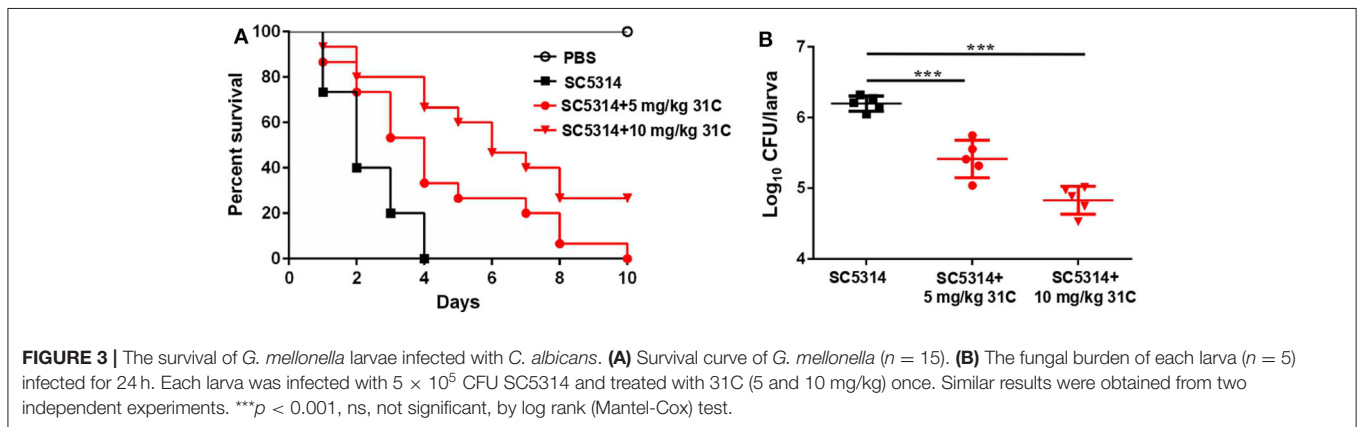 A
100
80
60
40
20
0
Percent survival
0
2
4
6
8
10
Days
PBS
SC5314
SC5314+5 mg/kg 31C
SC5314+10 mg/kg 31C
B
7
6
5
4
Log₁₀ CFU/larva
***
***
SC5314
SC5314+
5 mg/kg 31C
SC5314+
10 mg/kg 31C
FIGURE 3 | The survival of G. mellonella larvae infected with C. albicans. (A) Survival curve of G. mellonella (n = 15). (B) The fungal burden of each larva (n = 5)
infected for 24 h. Each larva was infected with 5 × 10⁵ CFU SC5314 and treated with 31C (5 and 10 mg/kg) once. Similar results were obtained from two
independent experiments. ***p < 0.001, ns, not significant, by log rank (Mantel-Cox) test.